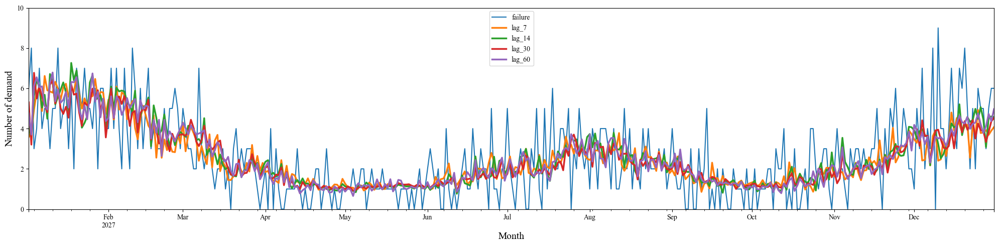 Number of demand
10
8
6
4
2
0
failure
lag_7
lag_14
lag_30
lag_60
Feb Mar Apr May Jun Jul Aug Sep Oct Nov Dec
2027
Month